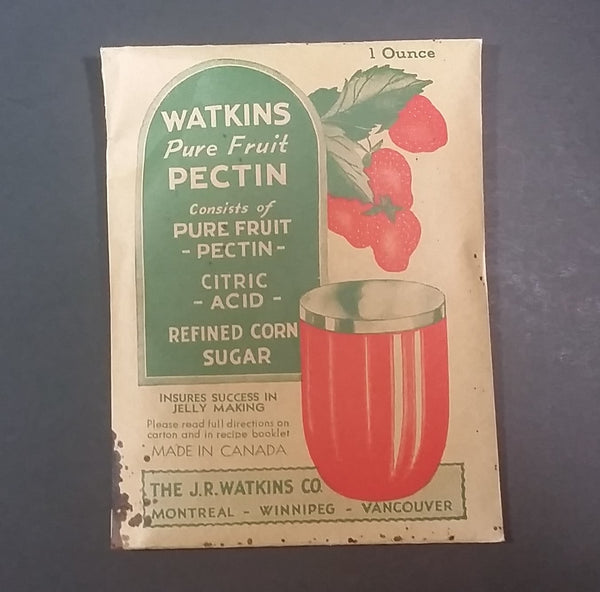 1 Ounce
WATKINS
Pure Fruit
PECTIN
Consists of
PURE FRUIT
- PECTIN -
CITRIC
- ACID -
REFINED CORN
SUGAR
INSURES SUCCESS IN
JELLY MAKING
Please read full directions on
carton and in recipe booklet
MADE IN CANADA
THE J.R. WATKINS CO.
MONTREAL - WINNIPEG - VANCOUVER